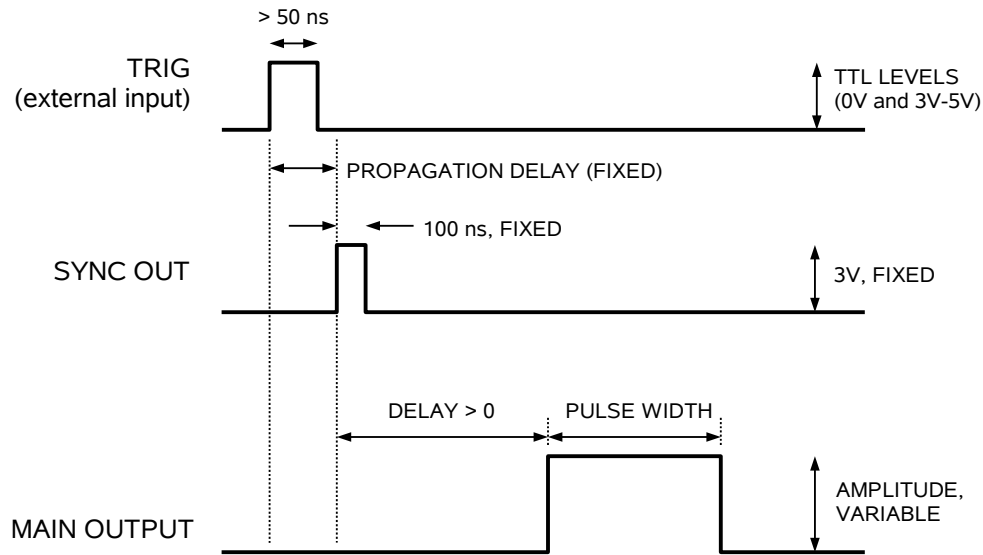 > 50 ns
TRIG
(external input)
TTL LEVELS
(0V and 3V-5V)
PROPAGATION DELAY (FIXED)
100 ns, FIXED
SYNC OUT
3V, FIXED
DELAY > 0
PULSE WIDTH
AMPLITUDE,
VARIABLE
MAIN OUTPUT